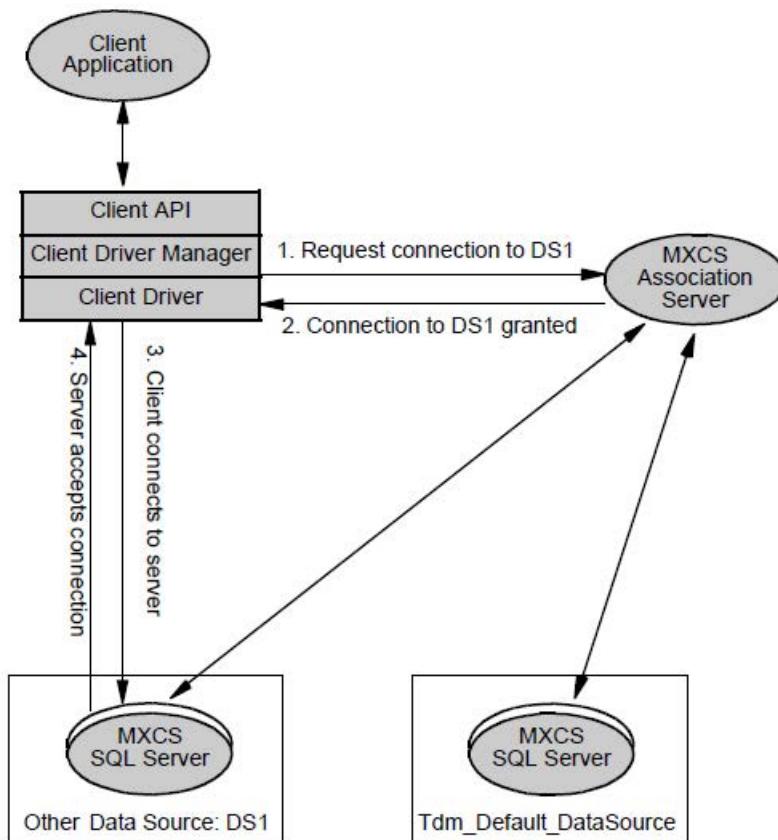 Client
Application
Client API
Client Driver Manager
Client Driver
1. Request connection to DS1
2. Connection to DS1 granted
MXCS
Association
Server
3. Client connects to server
4. Server accepts connection
MXCS
SQL Server
Other Data Source: DS1
MXCS
SQL Server
Tdm_Default_DataSource